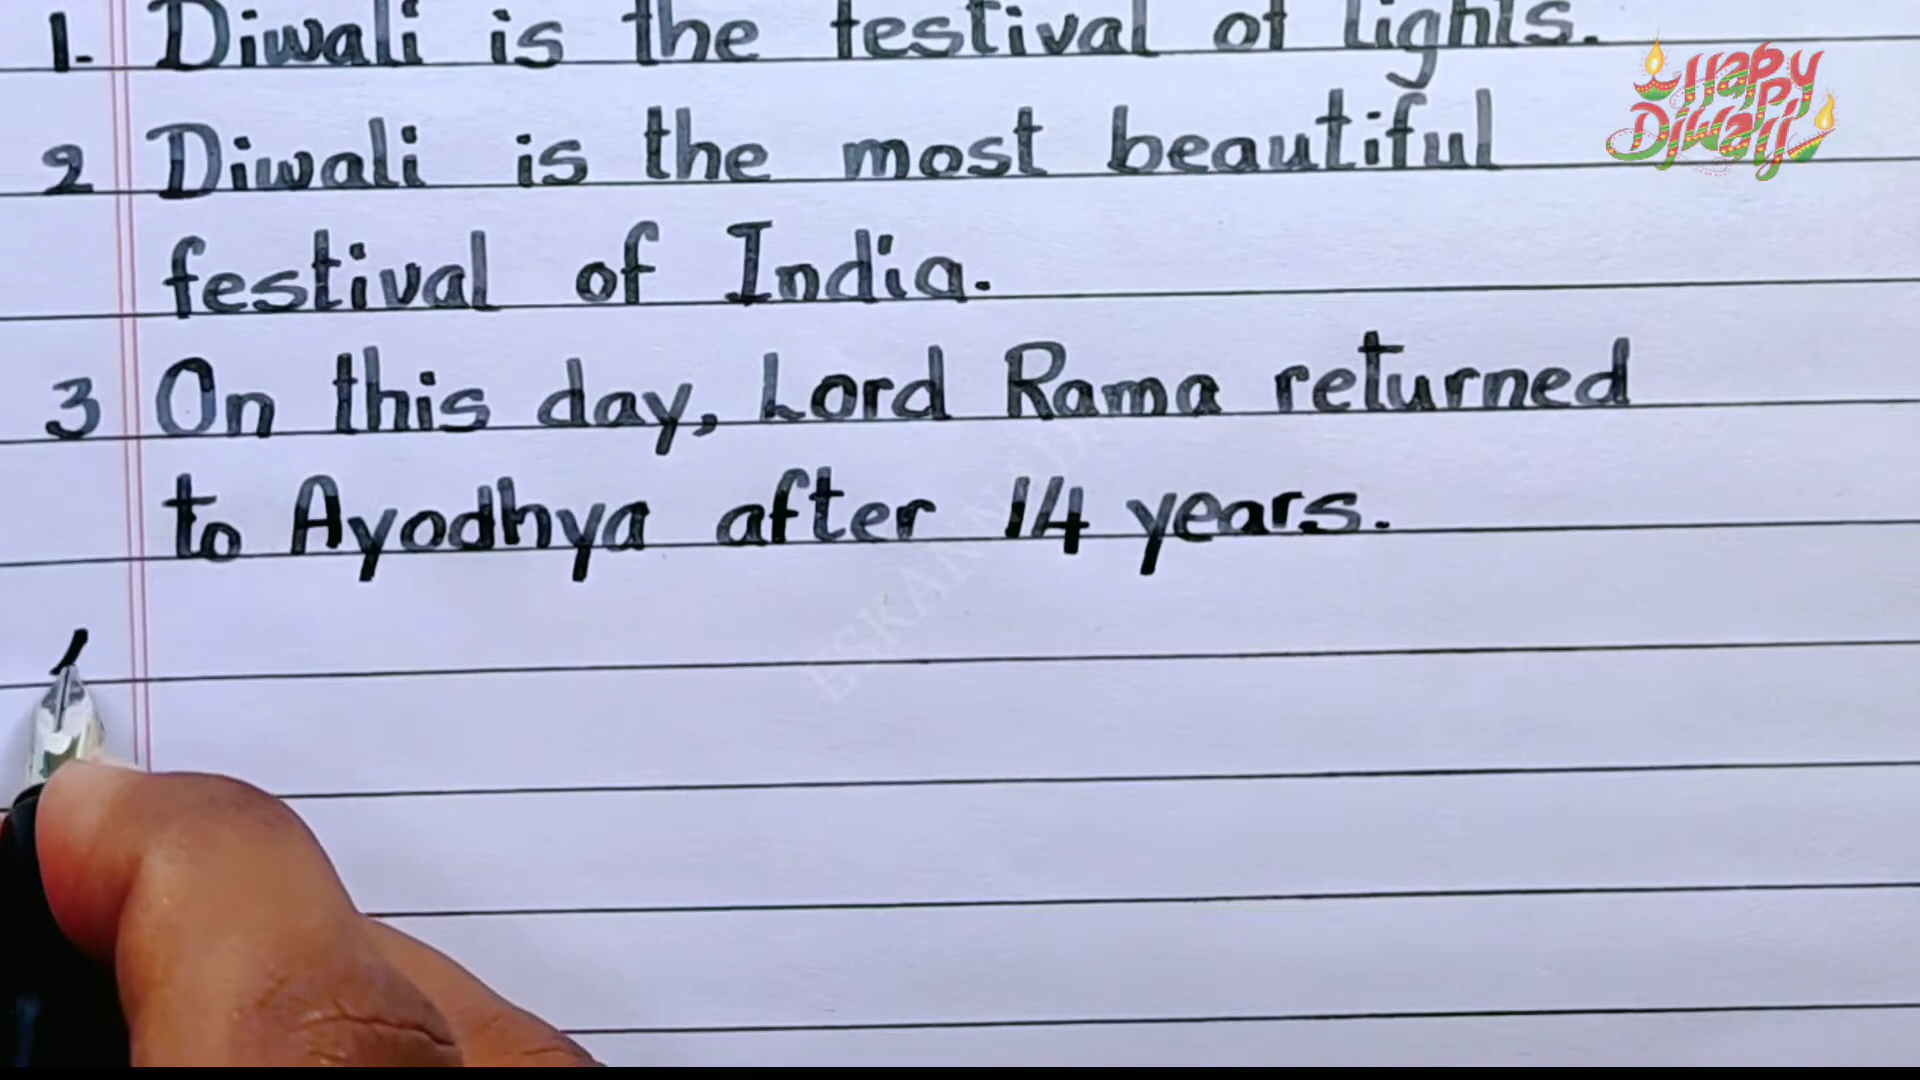 1. Diwali is the festival of lights.
2 Diwali is the most beautiful
festival of India.
3 On this day, Lord Rama returned
to Ayodhya after 14 years.
Happy
Diwali